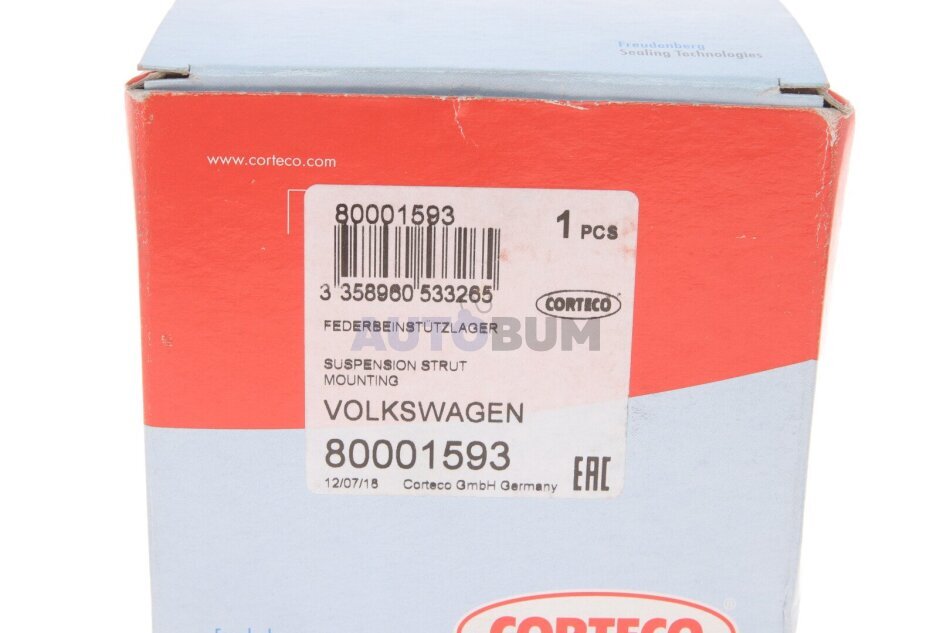 Freudenberg
Sealing Technologies
www.corteco.com
80001593
1 PCS
3 358960 533265
CORTECO
FEDERBEINSTÜTZLAGER
AUTOBUM
SUSPENSION STRUT
MOUNTING
VOLKSWAGEN
80001593
12/07/18 Corteco GmbH Germany
EAC
CORTECO